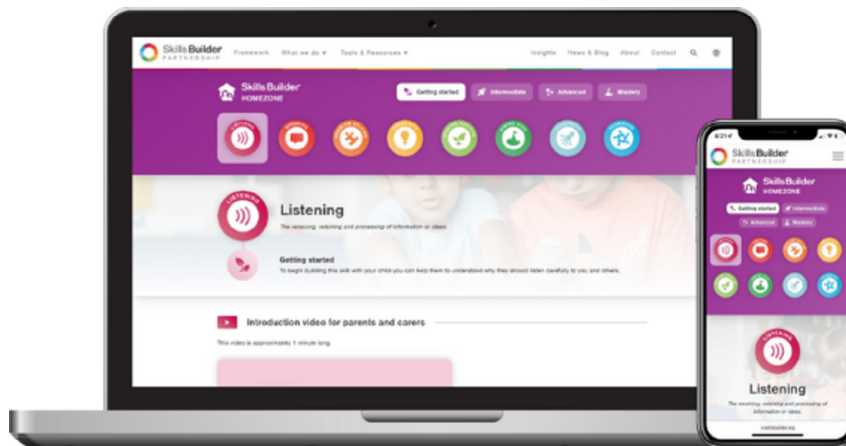 Skills Builder
PARTNERSHIP
Framework What we do Tools & Resources Insights News & Blog About Contact
Skills Builder
HOMEZONE
Getting started Intermediate Advanced Mastery
LISTENING
LISTENING
Listening
The receiving, retaining and processing of information or ideas
Getting started
To begin building this skill with your child you can help them to understand why they should listen carefully to you and others.
Introduction video for parents and carers
This video is approximately 1 minute long.
Skills Builder
PARTNERSHIP
Skills Builder
HOMEZONE
Getting started Intermediate
Advanced Mastery
LISTENING
Listening
The receiving, retaining and processing of
information or ideas